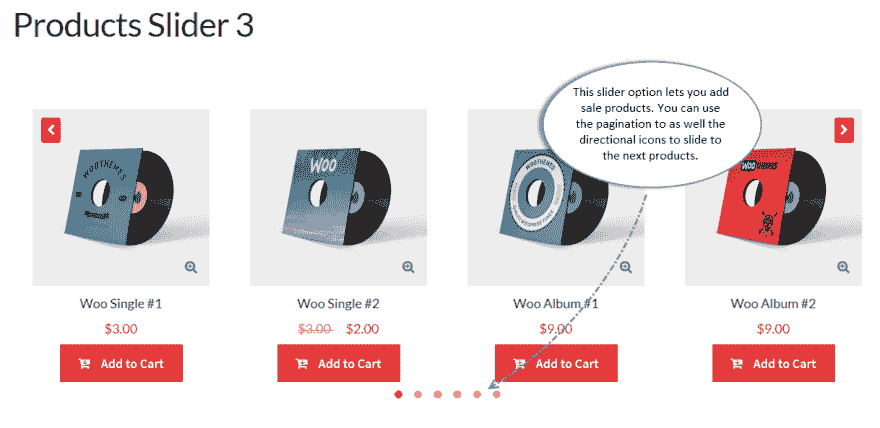 Products Slider 3
This slider option lets you add
sale products. You can use
the pagination to as well the
directional icons to slide to
the next products.
WOOTHEMES
WOO
WOOTHEMES
WOOTHEMES
Woo Single #1
Woo Single #2
Woo Album #1
Woo Album #2
$3.00
$3.00 $2.00
$9.00
$9.00
Add to Cart
Add to Cart
Add to Cart
Add to Cart